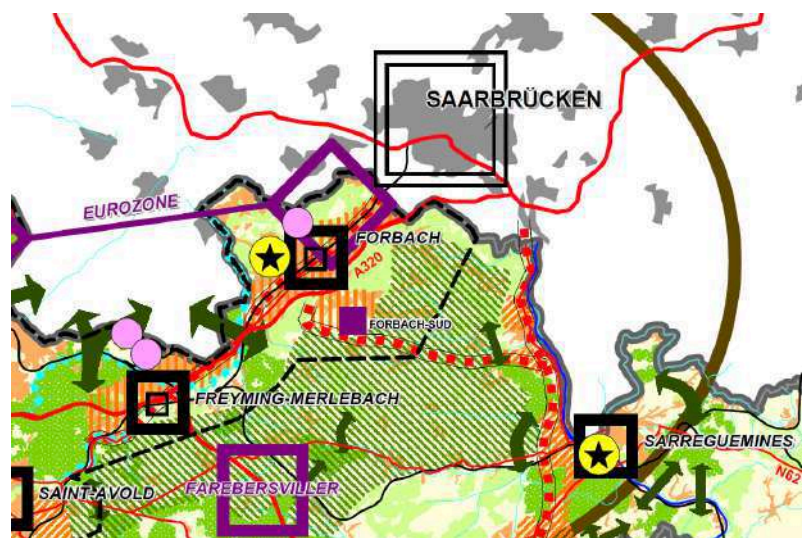 SAARBRÜCKEN
EUROZONE
FORBACH
A320
FORBACH-SUD
FREYMING-MERLEBACH
SARREGUEMINES
SAINT-AVOLD
FAREBERSVILLER
N62